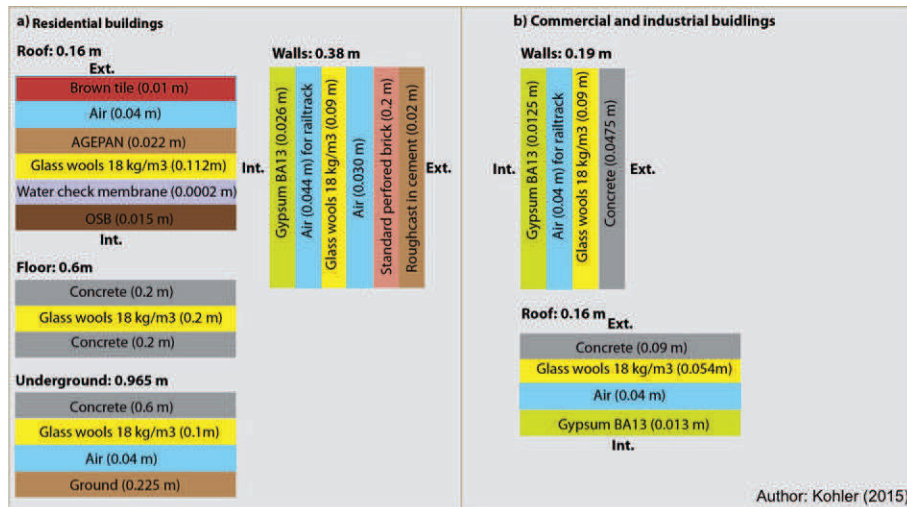 a) Residential buildings
Roof: 0.16 m
Ext.
Brown tile (0.01 m)
Air (0.04 m)
AGEPAN (0.022 m)
Glass wools 18 kg/m3 (0.112m)
Water check membrane (0.0002 m)
OSB (0.015 m)
Int.
Walls: 0.38 m
Int.
Gypsum BA13 (0.026 m)
Air (0.044 m) for railtrack
Glass wools 18 kg/m3 (0.09 m)
Air (0.030 m)
Standard perfored brick (0.2 m)
Roughcast in cement (0.02 m)
Ext.
Floor: 0.6m
Concrete (0.2 m)
Glass wools 18 kg/m3 (0.2 m)
Concrete (0.2 m)
Underground: 0.965 m
Concrete (0.6 m)
Glass wools 18 kg/m3 (0.1m)
Air (0.04 m)
Ground (0.225 m)
b) Commercial and industrial buidlings
Walls: 0.19 m
Int.
Gypsum BA13 (0.0125 m)
Air (0.04 m) for railtrack
Glass wools 18 kg/m3 (0.09 m)
Concrete (0.0475 m)
Ext.
Roof: 0.16 m
Ext.
Concrete (0.09 m)
Glass wools 18 kg/m3 (0.054m)
Air (0.04 m)
Gypsum BA13 (0.013 m)
Int.
Author: Kohler (2015)